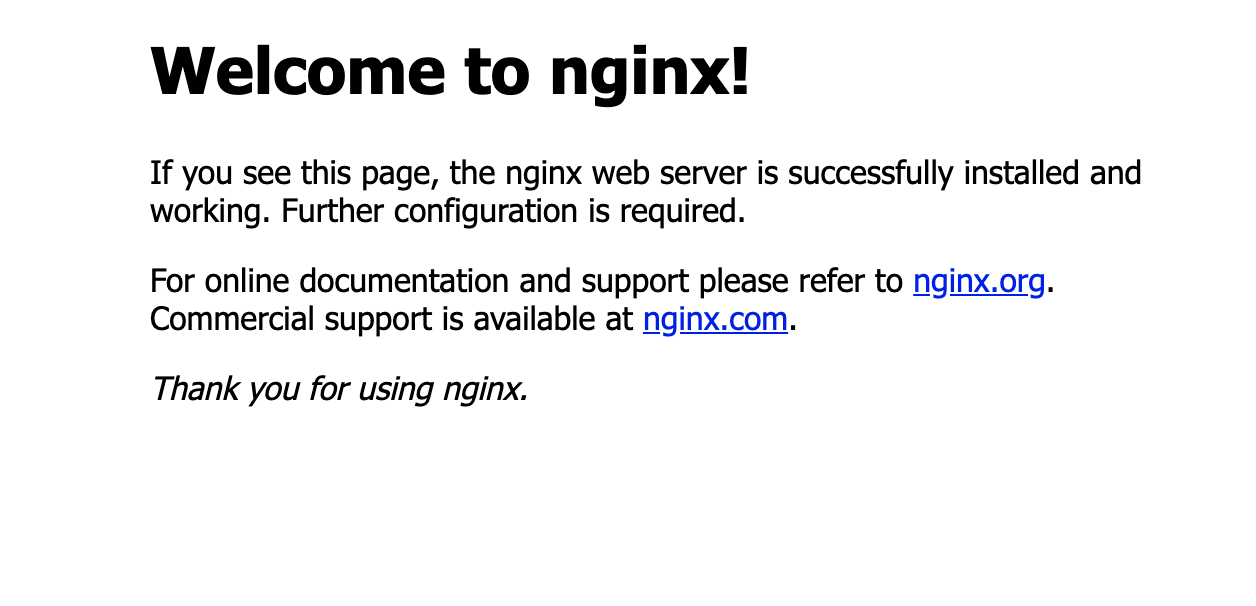 Welcome to nginx!
If you see this page, the nginx web server is successfully installed and
working. Further configuration is required.
For online documentation and support please refer to nginx.org.
Commercial support is available at nginx.com.
Thank you for using nginx.